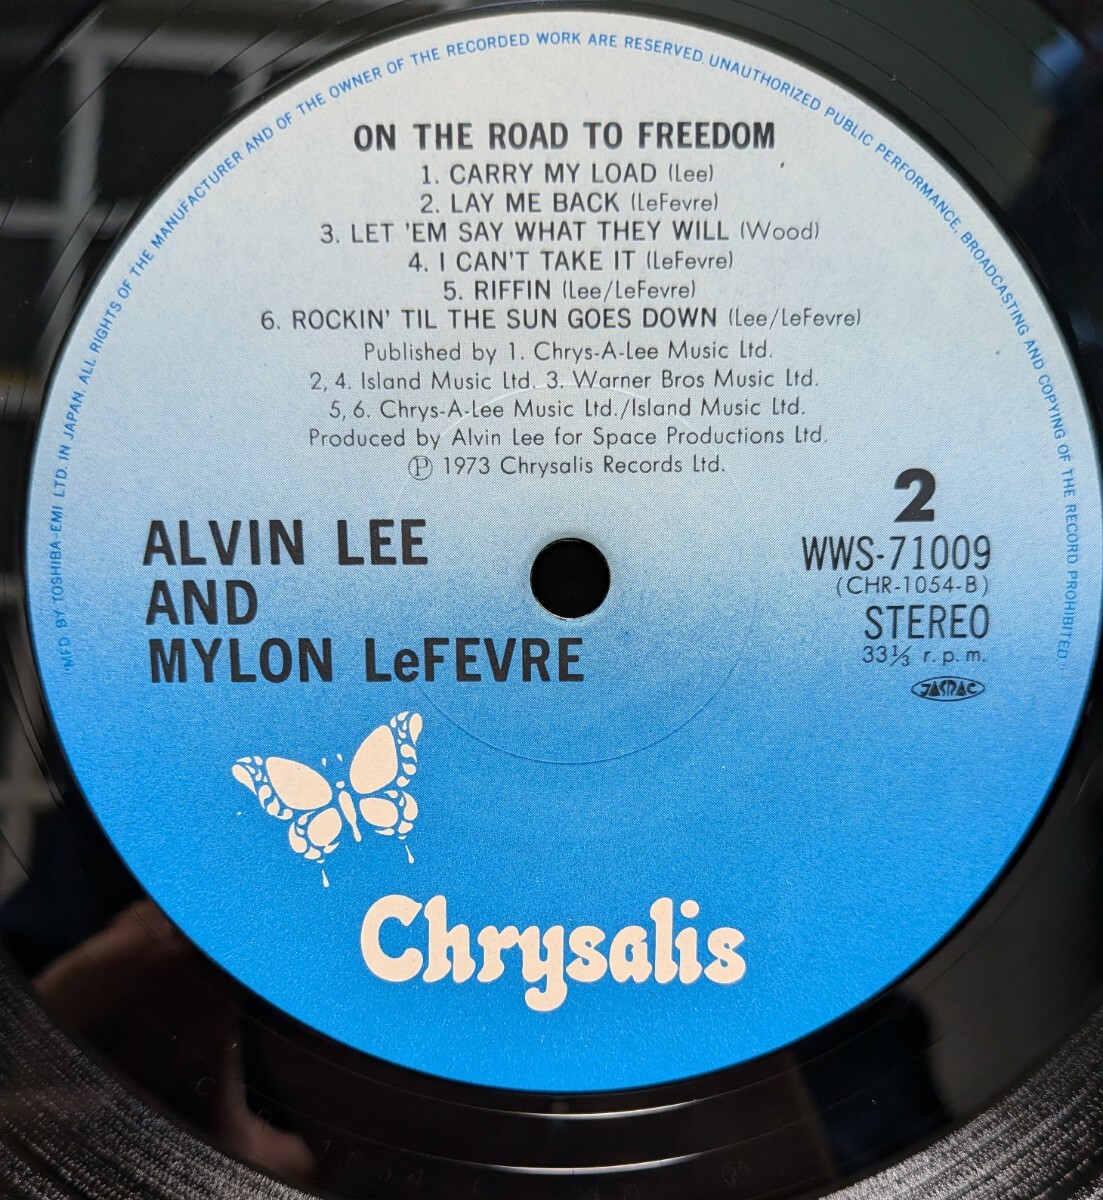 "MFD BY TOSHIBA-EMI LTD. IN JAPAN. ALL RIGHTS OF THE MANUFACTURER AND OF THE OWNER OF THE RECORDED WORK ARE RESERVED. UNAUTHORIZED PUBLIC PERFORMANCE, BROADCASTING AND COPYING OF THE RECORD PROHIBITED."
ON THE ROAD TO FREEDOM
1. CARRY MY LOAD (Lee)
2. LAY ME BACK (LeFevre)
3. LET 'EM SAY WHAT THEY WILL (Wood)
4. I CAN'T TAKE IT (LeFevre)
5. RIFFIN (Lee/LeFevre)
6. ROCKIN' TIL THE SUN GOES DOWN (Lee/LeFevre)
Published by 1. Chrys-A-Lee Music Ltd.
2, 4. Island Music Ltd. 3. Warner Bros Music Ltd.
5, 6. Chrys-A-Lee Music Ltd./Island Music Ltd.
Produced by Alvin Lee for Space Productions Ltd.
Ⓟ 1973 Chrysalis Records Ltd.
2
WWS-71009
(CHR-1054-B)
STEREO
33⅓ r.p.m.
JASRAC
ALVIN LEE
AND
MYLON LeFEVRE
Chrysalis